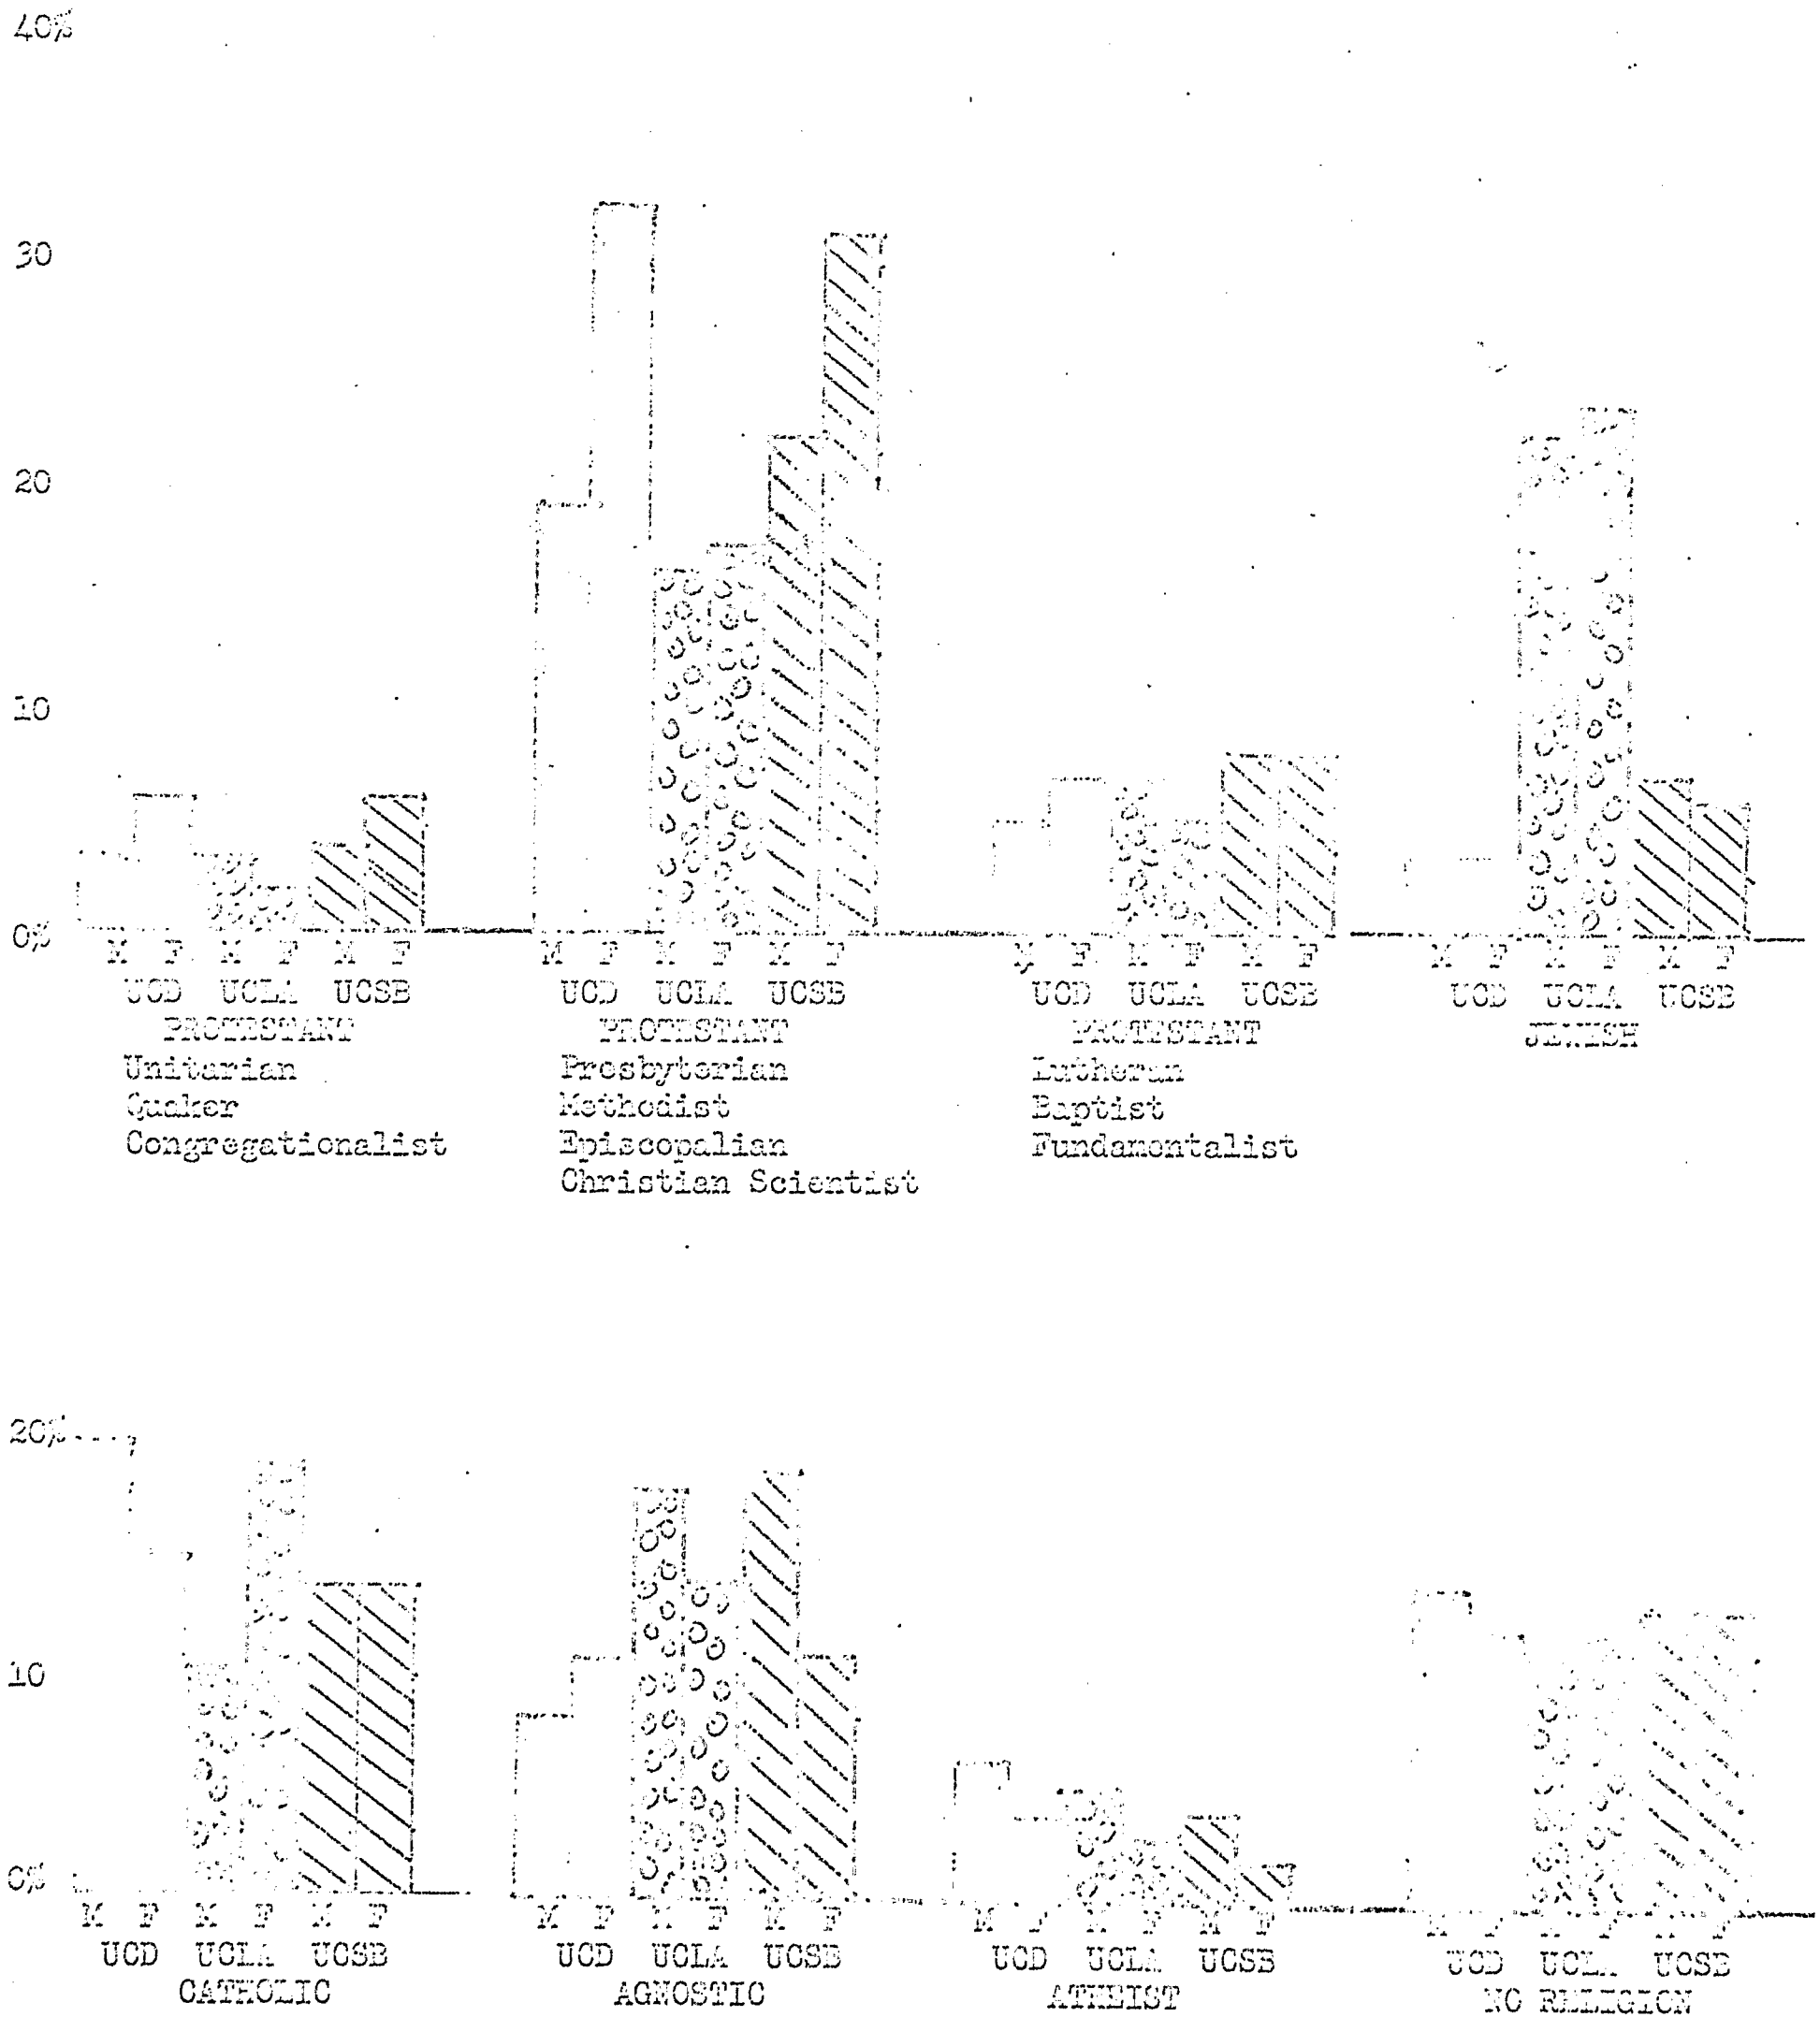 40%
30
20
10
0%
M F M F M F M F M F M F M F M F M F M F M F M F
UCD UCLA UCSB UCD UCLA UCSB UCD UCLA UCSB UCD UCLA UCSB
PROTESTANT PROTESTANT PROTESTANT JEWISH
Unitarian Presbyterian Lutheran
Quaker Methodist Baptist
Congregationalist Episcopalian Fundamentalist
Christian Scientist
20%
10
0%
M F M F M F M F M F M F M F M F M F M F M F M F
UCD UCLA UCSB UCD UCLA UCSB UCD UCLA UCSB UCD UCLA UCSB
CATHOLIC AGNOSTIC ATHEIST NO RELIGION